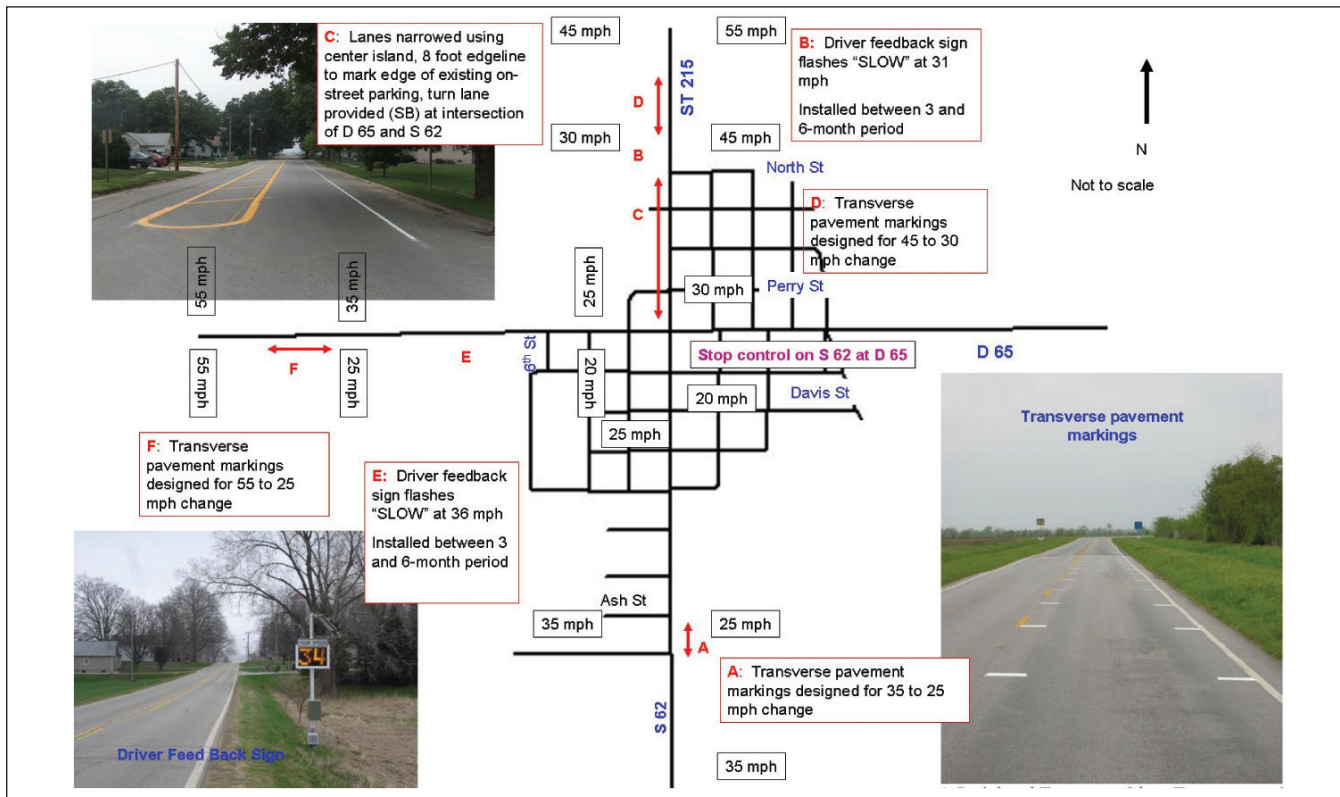 C: Lanes narrowed using
center island, 8 foot edgeline
to mark edge of existing on-
street parking, turn lane
provided (SB) at intersection
of D 65 and S 62
45 mph
55 mph
ST 215
B: Driver feedback sign
flashes “SLOW” at 31
mph
Installed between 3 and
6-month period
N
Not to scale
D
30 mph
45 mph
B
North St
C
D: Transverse
pavement markings
designed for 45 to 30
mph change
55 mph
35 mph
25 mph
30 mph
Perry St
E
6th St
F
55 mph
25 mph
20 mph
Stop control on S 62 at D 65
D 65
20 mph
Davis St
25 mph
F: Transverse
pavement markings
designed for 55 to 25
mph change
E: Driver feedback
sign flashes
“SLOW” at 36 mph
Installed between 3
and 6-month period
Transverse pavement
markings
Ash St
35 mph
25 mph
A
A: Transverse pavement
markings designed for 35 to 25
mph change
S 62
35 mph
YOUR SPEED
34
Driver Feed Back Sign